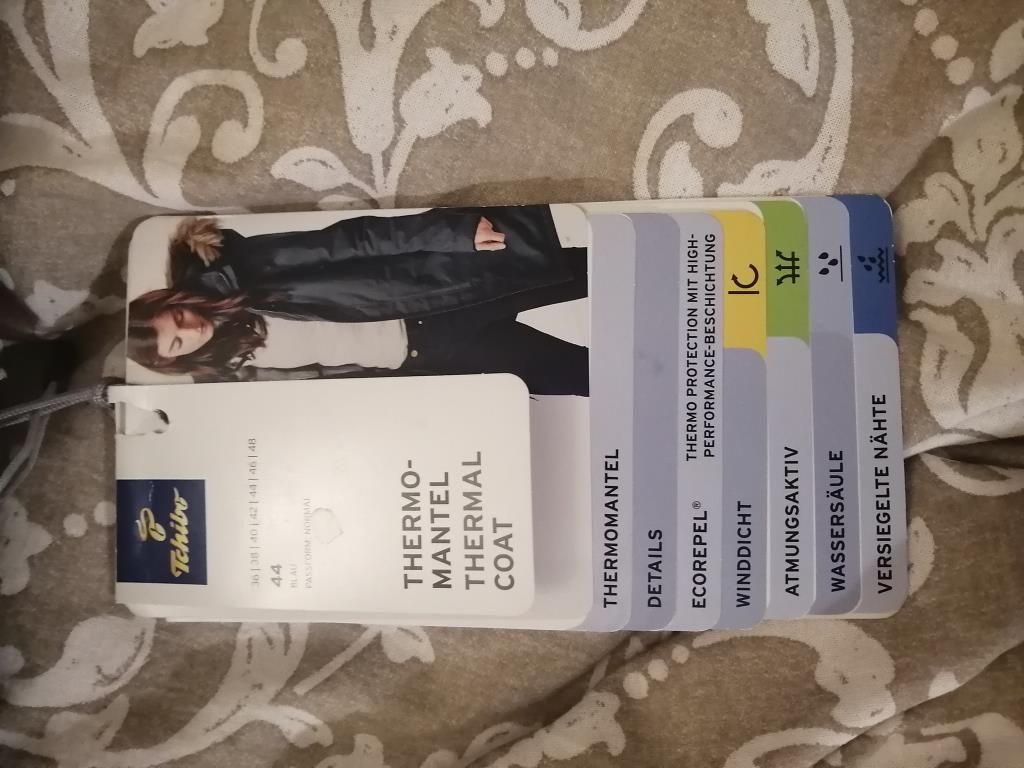 Tchibo
36 | 38 | 40 | 42 | 44 | 46 | 48
44
BLAU
PASSFORM: NORMAL
THERMO-
MANTEL
THERMAL
COAT
THERMOMANTEL
DETAILS
ECOREPEL®
THERMO PROTECTION MIT HIGH-
PERFORMANCE-BESCHICHTUNG
WINDDICHT
ATMUNGSAKTIV
WASSERSÄULE
VERSIEGELTE NÄHTE